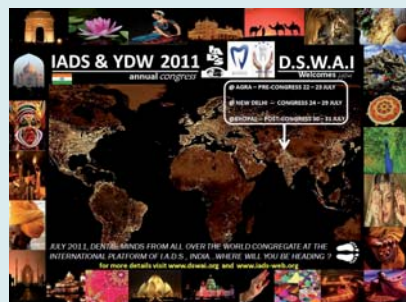 IADS & YDW 2011
annual congress
D.S.W.A.I
Welcomes you
@ AGRA – PRE-CONGRESS 22 – 23 JULY
@ NEW DELHI – CONGRESS 24 – 29 JULY
@BHOPAL – POST-CONGRESS 30 – 31 JULY
JULY 2011, DENTAL MINDS FROM ALL OVER THE WORLD CONGREGATE AT THE
INTERNATIONAL PLATFORM OF I.A.D.S., INDIA...WHERE WILL YOU BE HEADING ?
for more details visit www.dswai.org and www.iads-web.org